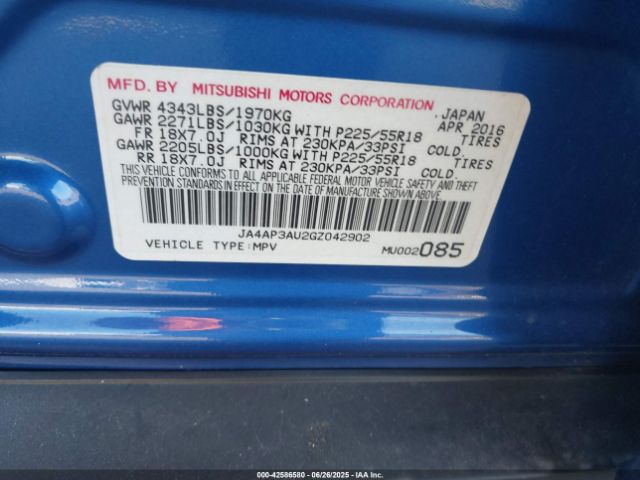 MFD. BY MITSUBISHI MOTORS CORPORATION. JAPAN
GVWR 4343LBS/1970KG APR 2016
GAWR 2271LBS/1030KG WITH P225/55R18 TIRES
FR 18X7.0J RIMS AT 230KPA/33PSI COLD.
GAWR 2205LBS/1000KG WITH P225/55R18 TIRES
RR 18X7.0J RIMS AT 230KPA/33PSI COLD.
THIS VEHICLE CONFORMS TO ALL APPLICABLE FEDERAL MOTOR VEHICLE SAFETY AND THEFT
PREVENTION STANDARDS IN EFFECT ON THE DATE OF MANUFACTURE SHOWN ABOVE.
JA4AP3AU2GZ042902
VEHICLE TYPE:MPV MU002085
000-42586580 - 06/26/2025 - IAAI.CA